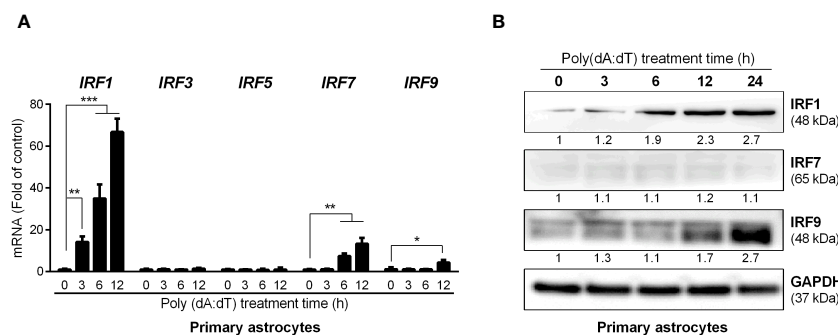 A
IRF1 IRF3 IRF5 IRF7 IRF9
mRNA (Fold of control)
80
60
40
20
0
*** ** ** *
0 3 6 12 0 3 6 12 0 3 6 12 0 3 6 12 0 3 6 12
Poly (dA:dT) treatment time (h)
Primary astrocytes
B
Poly(dA:dT) treatment time (h)
0 3 6 12 24
IRF1
(48 kDa)
1 1.2 1.9 2.3 2.7
IRF7
(65 kDa)
1 1.1 1.1 1.2 1.1
IRF9
(48 kDa)
1 1.3 1.1 1.7 2.7
GAPDH
(37 kDa)
Primary astrocytes